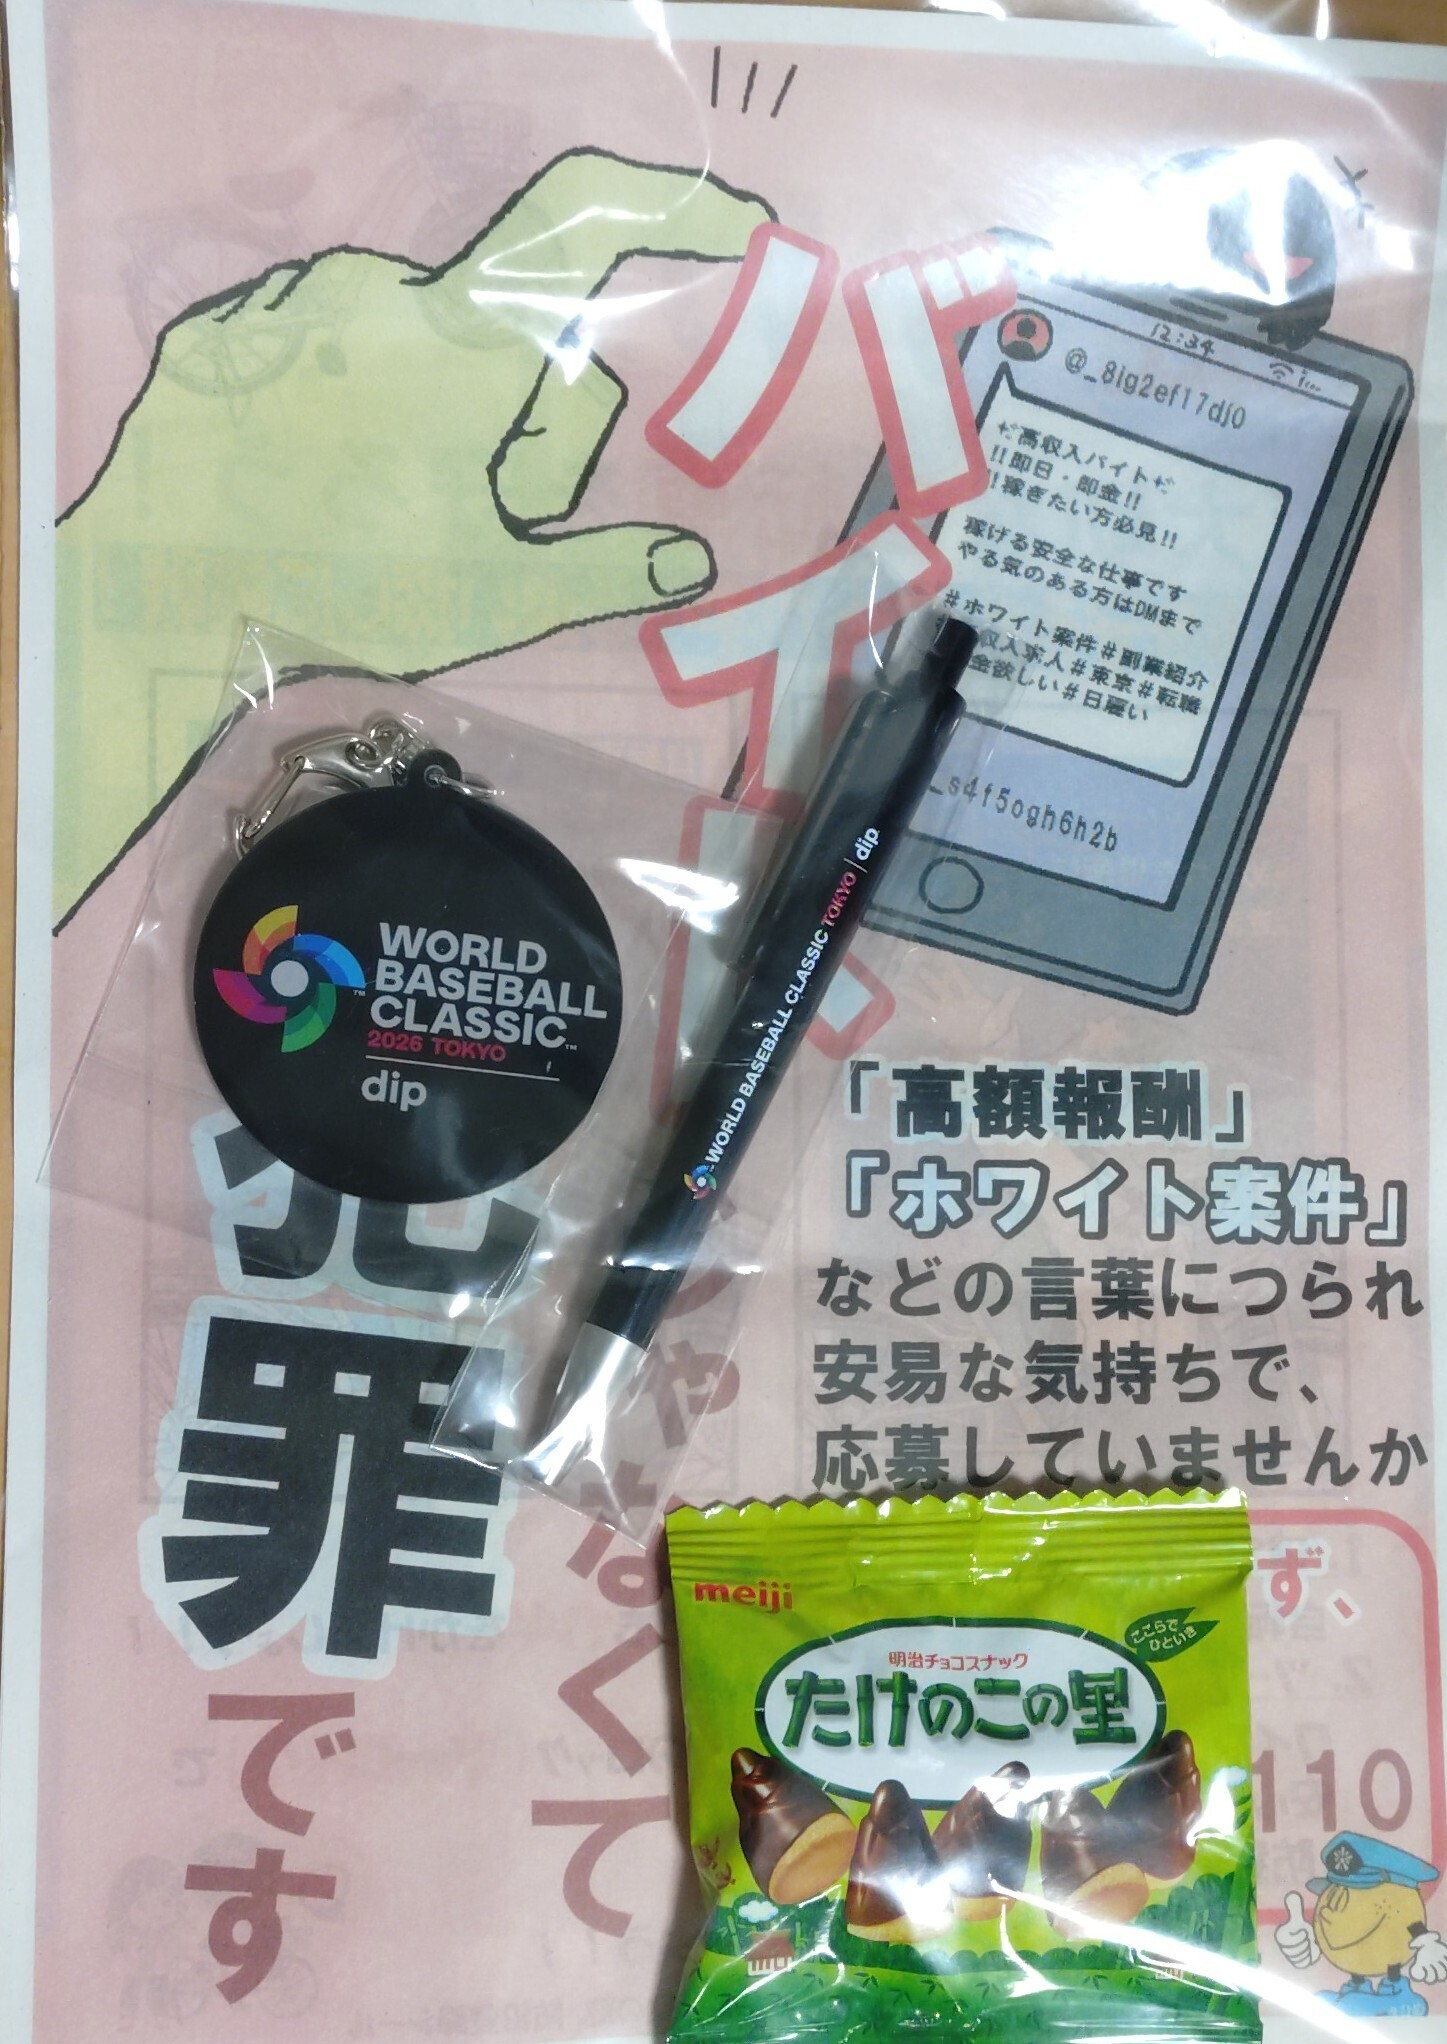 バイト
じゃなくて
犯罪
です
12:34
@_8ig2ef17dj0
高収入バイト
!!即日・即金!!
!!稼ぎたい方必見!!
稼げる安全な仕事です
やる気のある方はDMまで
#ホワイト案件#副業紹介
収入求人#東京#転職
金欲しい#日雇い
_s4f5ogh6h2b
WORLD
BASEBALL
CLASSIC™
2026 TOKYO
dip
WORLD BASEBALL CLASSIC TOKYO | dip
「高額報酬」
「ホワイト案件」
などの言葉につられ
安易な気持ちで、
応募していませんか
ず、
110
meiji
ここらで
ひといき
明治チョコスナック
たけのこの里